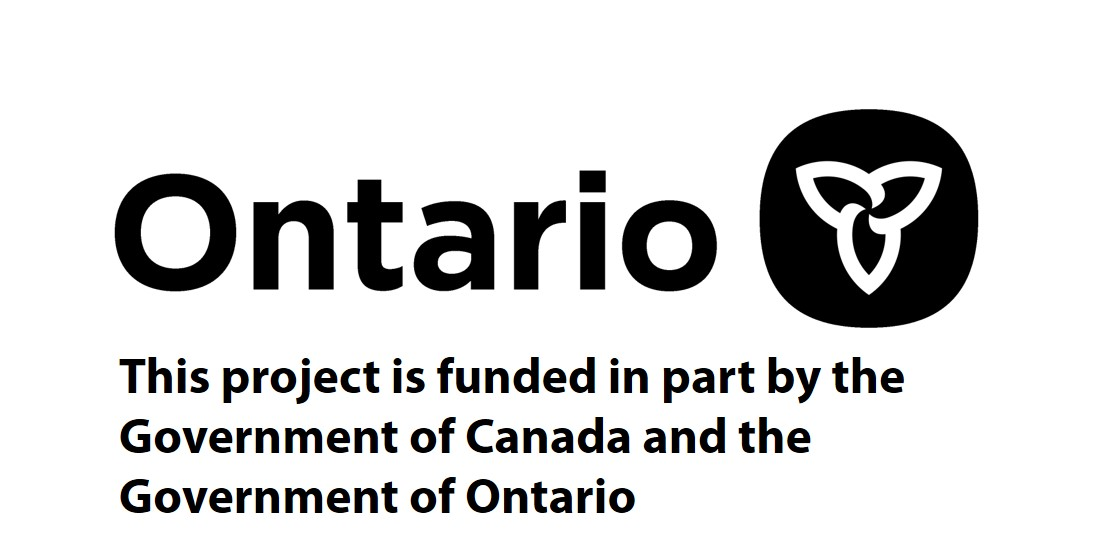 Ontario
This project is funded in part by the
Government of Canada and the
Government of Ontario